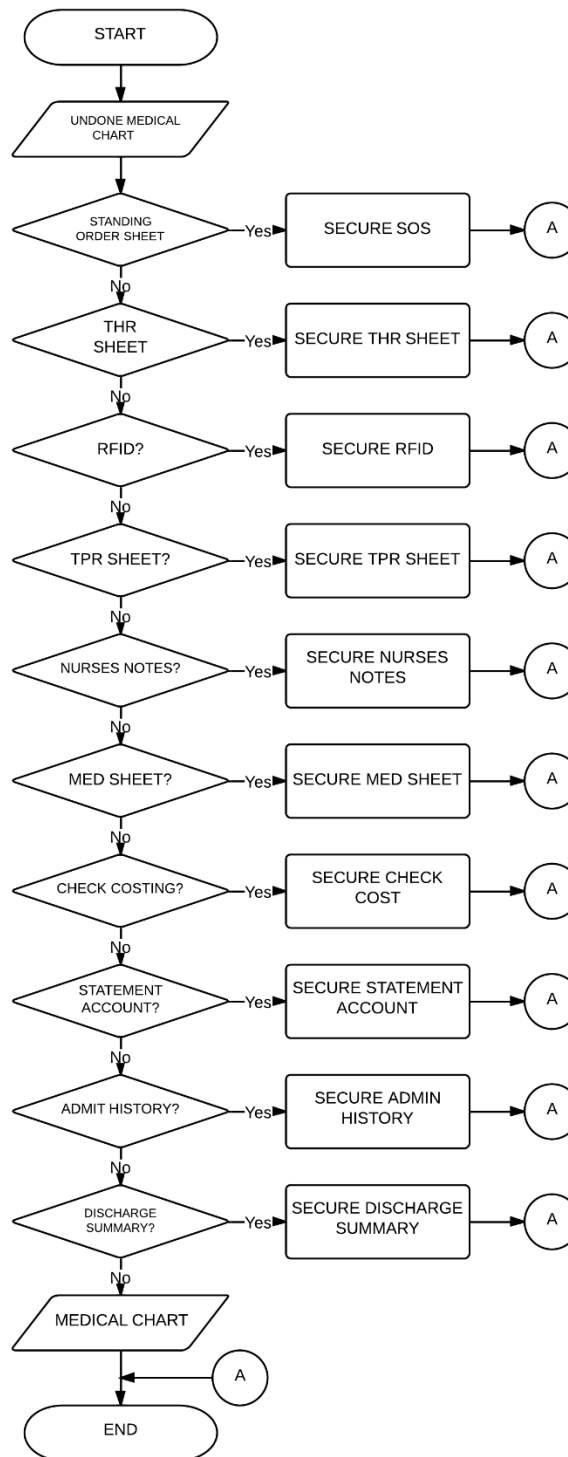 START
UNDONE MEDICAL
CHART
STANDING
ORDER SHEET
Yes
SECURE SOS
A
No
THR
SHEET
Yes
SECURE THR SHEET
A
No
RFID?
Yes
SECURE RFID
A
No
TPR SHEET?
Yes
SECURE TPR SHEET
A
No
NURSES NOTES?
Yes
SECURE NURSES
NOTES
A
No
MED SHEET?
Yes
SECURE MED SHEET
A
No
CHECK COSTING?
Yes
SECURE CHECK
COST
A
No
STATEMENT
ACCOUNT?
Yes
SECURE STATEMENT
ACCOUNT
A
No
ADMIT HISTORY?
Yes
SECURE ADMIN
HISTORY
A
No
DISCHARGE
SUMMARY?
Yes
SECURE DISCHARGE
SUMMARY
A
No
MEDICAL CHART
A
END